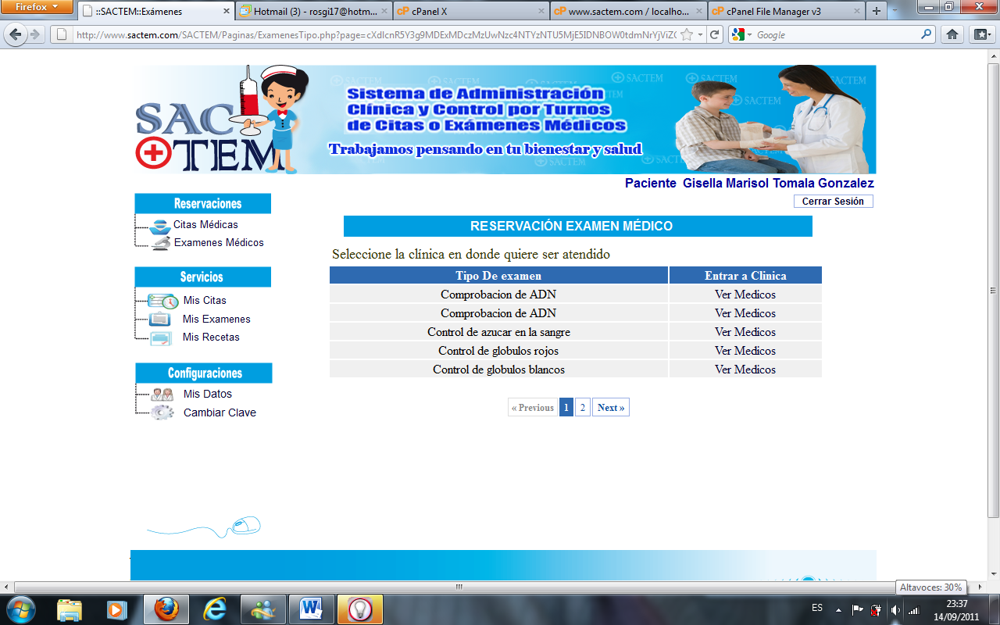 Firefox
::SACTEM::Exámenes
Hotmail (3) - rosgi17@hotm...
cPanel X
www.sactem.com / localho...
cPanel File Manager v3
http://www.sactem.com/SACTEM/Paginas/ExamenesTipo.php?page=
Google
SAC
TEM
Sistema de Administración
Clínica y Control por Turnos
de Citas o Exámenes Médicos
Trabajamos pensando en tu bienestar y salud
SACTEM
Paciente Gisella Marisol Tomala Gonzalez
Cerrar Sesión
Reservaciones
Citas Médicas
Examenes Médicos
Servicios
Mis Citas
Mis Examenes
Mis Recetas
Configuraciones
Mis Datos
Cambiar Clave
RESERVACIÓN EXAMEN MÉDICO
Seleccione la clínica en donde quiere ser atendido
Tipo De examen Entrar a Clinica
Comprobacion de ADN Ver Medicos
Comprobacion de ADN Ver Medicos
Control de azucar en la sangre Ver Medicos
Control de globulos rojos Ver Medicos
Control de globulos blancos Ver Medicos
« Previous 1 2 Next »
Altavoces: 30%
ES
23:37
14/09/2011